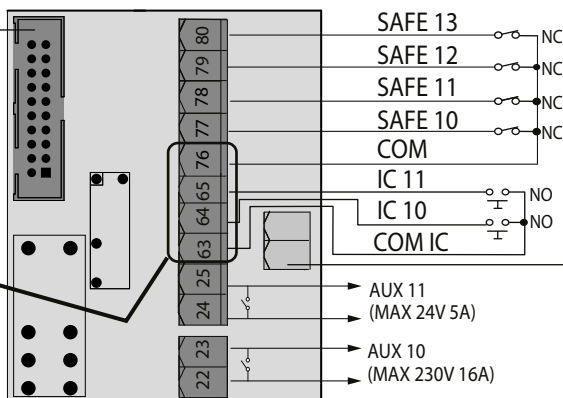 80 SAFE 13 NC
79 SAFE 12 NC
78 SAFE 11 NC
77 SAFE 10 NC
76 COM
65 IC 11 NO
64 IC 10 NO
63 COM IC
25 AUX 11
24 (MAX 24V 5A)
23 AUX 10
22 (MAX 230V 16A)